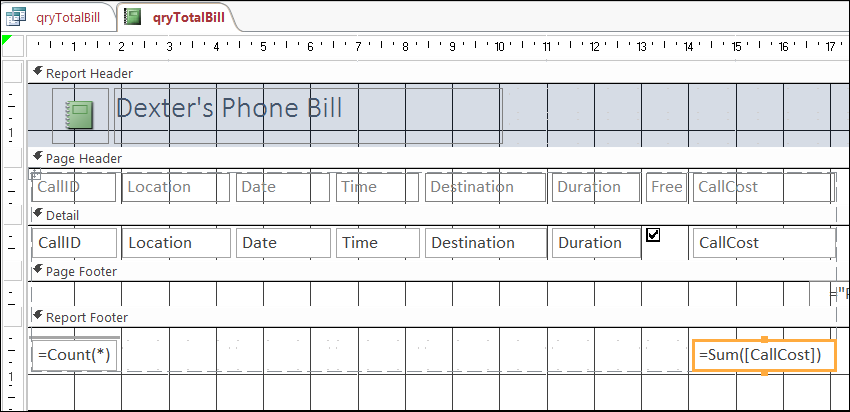 qryTotalBill qryTotalBill
1 2 3 4 5 6 7 8 9 10 11 12 13 14 15 16 17
Report Header
Dexter's Phone Bill
1
Page Header
CallID Location Date Time Destination Duration Free CallCost
Detail
CallID Location Date Time Destination Duration CallCost
Page Footer
="P
Report Footer
=Count(*) =Sum([CallCost])
1